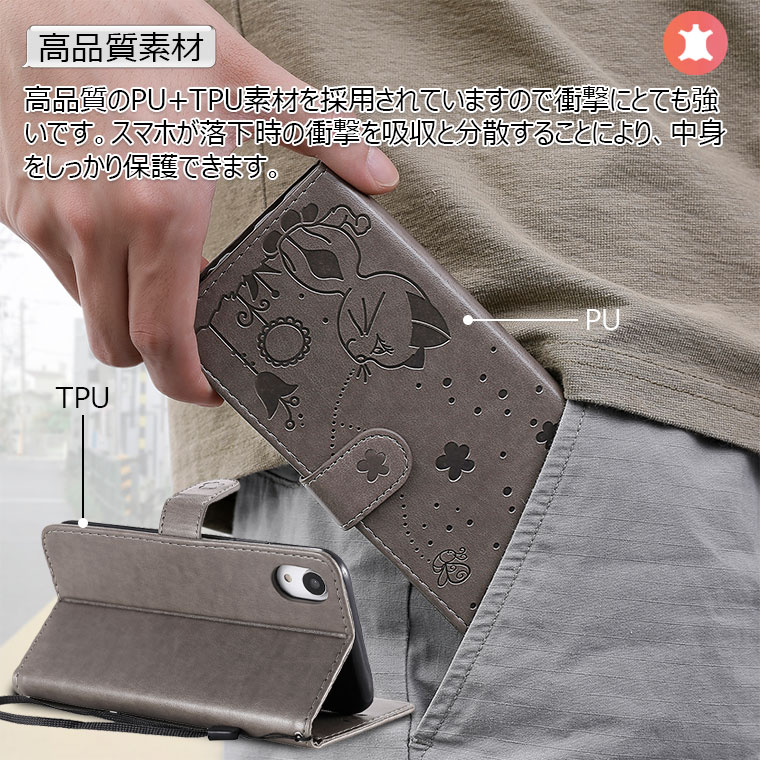 高品質素材
高品質のPU+TPU素材を採用されていますので衝撃にとても強
いです。スマホが落下時の衝撃を吸収と分散することにより、中身
をしっかり保護できます。
PU
TPU